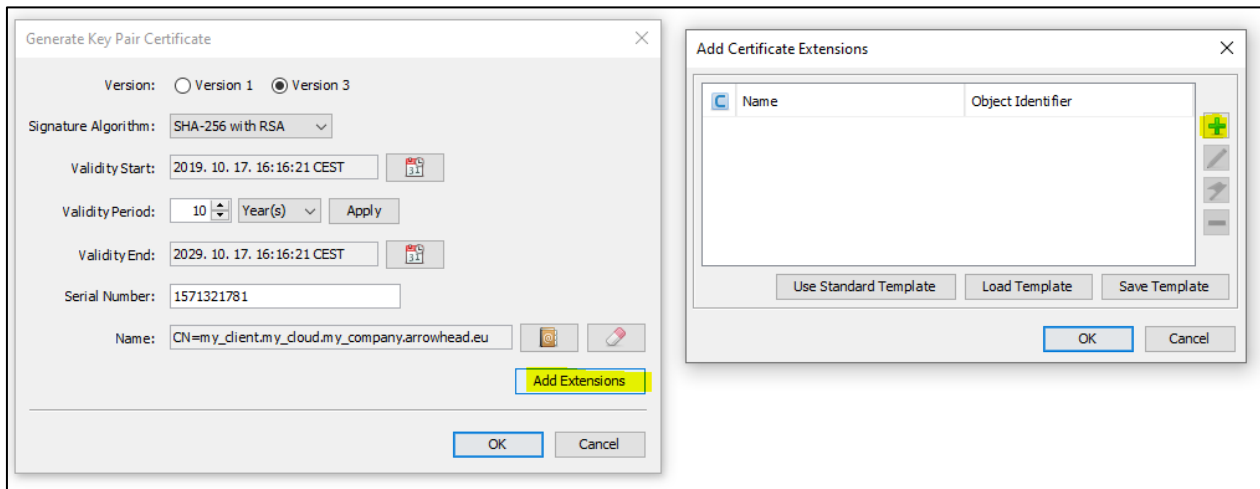 Generate Key Pair Certificate
Version: Version 1 Version 3
Signature Algorithm: SHA-256 with RSA
Validity Start: 2019. 10. 17. 16:16:21 CEST
31
Validity Period: 10 Year(s) Apply
Validity End: 2029. 10. 17. 16:16:21 CEST
31
Serial Number: 1571321781
Name: CN=my_client.my_cloud.my_company.arrowhead.eu
Add Extensions
OK Cancel
Add Certificate Extensions
C Name Object Identifier
Use Standard Template Load Template Save Template
OK Cancel